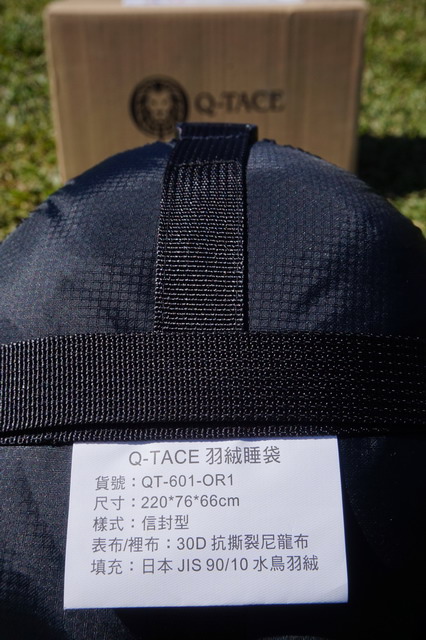 Q-TACE
Q-TACE 羽絨睡袋
貨號：QT-601-OR1
尺寸：220*76*66cm
樣式：信封型
表布/裡布：30D 抗撕裂尼龍布
填充：日本 JIS 90/10 水鳥羽絨